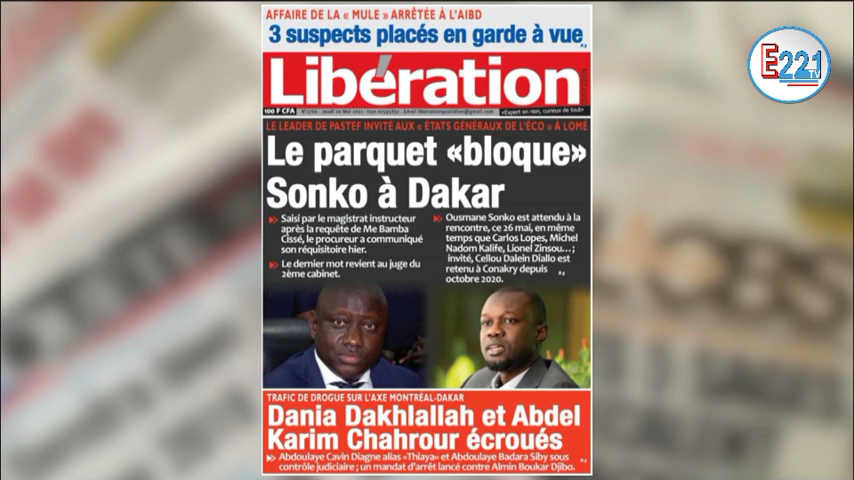 AFFAIRE DE LA « MULE » ARRÊTÉE À L'AIBD
3 suspects placés en garde à vue
E221
TV
Libération
100 F CFA
«Expert en rien, curieux de tout»
LE LEADER DE PASTEF INVITÉ AUX « ÉTATS GÉNÉRAUX DE L'ÉCO » À LOMÉ
Le parquet «bloque»
Sonko à Dakar
Saisi par le magistrat instructeur
après la requête de Me Bamba
Cissé, le procureur a communiqué
son réquisitoire hier.
Le dernier mot revient au juge du
2ème cabinet.
Ousmane Sonko est attendu à la
rencontre, ce 26 mai, en même
temps que Carlos Lopes, Michel
Nadom Kalife, Lionel Zinsou... ;
invité, Cellou Dalein Diallo est
retenu à Conakry depuis
octobre 2020.
TRAFIC DE DROGUE SUR L'AXE MONTRÉAL-DAKAR
Dania Dakhlallah et Abdel
Karim Chahrour écroués
Abdoulaye Cavin Diagne alias «Thiaya» et Abdoulaye Badara Siby sous
contrôle judiciaire ; un mandat d'arrêt lancé contre Almin Boukar Djibo.